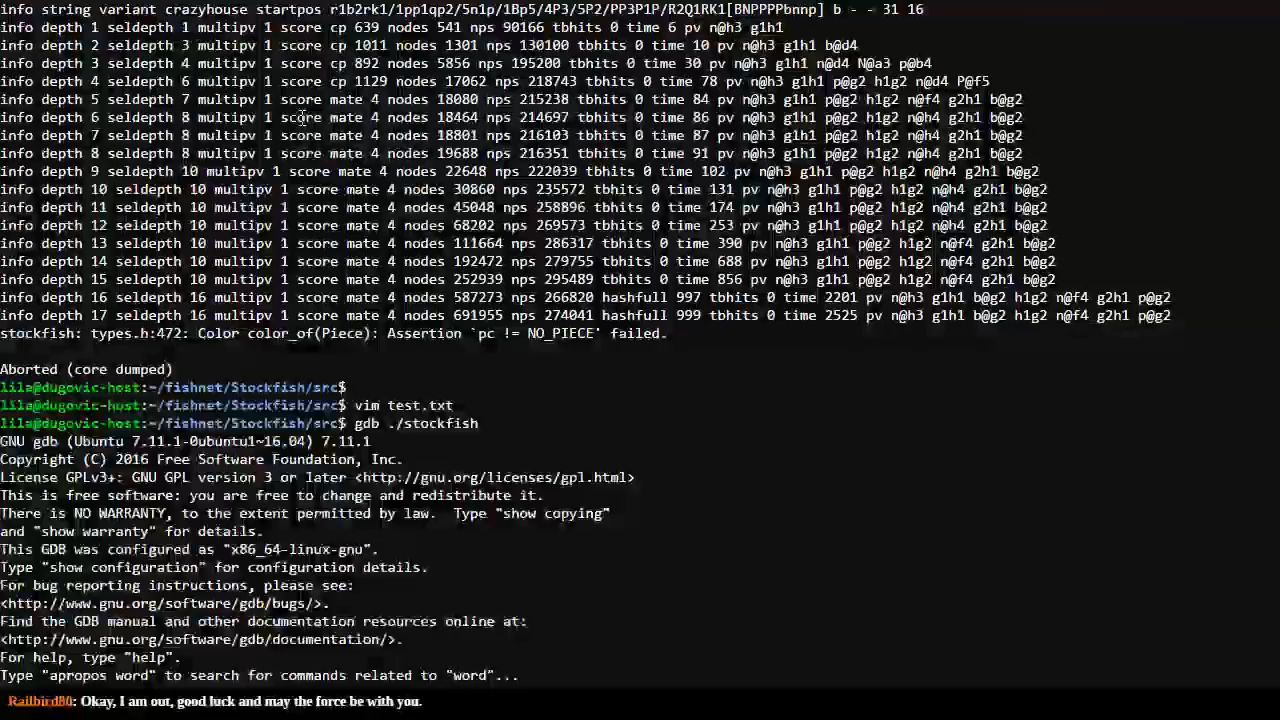 info string variant crazyhouse startpos r1b2rk1/1pp1qp2/5n1p/1Bp5/4P3/5P2/PP3P1P/R2Q1RK1[BNPPPPbnnp] b - - 31 16
info depth 1 seldepth 1 multipv 1 score cp 639 nodes 541 nps 90166 tbhits 0 time 6 pv n@h3 g1h1
info depth 2 seldepth 3 multipv 1 score cp 1011 nodes 1301 nps 130100 tbhits 0 time 10 pv n@h3 g1h1 b@d4
info depth 3 seldepth 4 multipv 1 score cp 892 nodes 5856 nps 195200 tbhits 0 time 30 pv n@h3 g1h1 n@d4 N@a3 p@b4
info depth 4 seldepth 6 multipv 1 score cp 1129 nodes 17062 nps 218743 tbhits 0 time 78 pv n@h3 g1h1 p@g2 h1g2 n@d4 P@f5
info depth 5 seldepth 7 multipv 1 score mate 4 nodes 18080 nps 215238 tbhits 0 time 84 pv n@h3 g1h1 p@g2 h1g2 n@f4 g2h1 b@g2
info depth 6 seldepth 8 multipv 1 score mate 4 nodes 18464 nps 214697 tbhits 0 time 86 pv n@h3 g1h1 p@g2 h1g2 n@f4 g2h1 b@g2
info depth 7 seldepth 8 multipv 1 score mate 4 nodes 18801 nps 216103 tbhits 0 time 87 pv n@h3 g1h1 p@g2 h1g2 n@f4 g2h1 b@g2
info depth 8 seldepth 8 multipv 1 score mate 4 nodes 19688 nps 216351 tbhits 0 time 91 pv n@h3 g1h1 p@g2 h1g2 n@f4 g2h1 b@g2
info depth 9 seldepth 10 multipv 1 score mate 4 nodes 22648 nps 222039 tbhits 0 time 102 pv n@h3 g1h1 p@g2 h1g2 n@h4 g2h1 b@g2
info depth 10 seldepth 10 multipv 1 score mate 4 nodes 30860 nps 235572 tbhits 0 time 131 pv n@h3 g1h1 p@g2 h1g2 n@h4 g2h1 b@g2
info depth 11 seldepth 10 multipv 1 score mate 4 nodes 45048 nps 258896 tbhits 0 time 174 pv n@h3 g1h1 p@g2 h1g2 n@h4 g2h1 b@g2
info depth 12 seldepth 10 multipv 1 score mate 4 nodes 68202 nps 269573 tbhits 0 time 253 pv n@h3 g1h1 p@g2 h1g2 n@h4 g2h1 b@g2
info depth 13 seldepth 10 multipv 1 score mate 4 nodes 111664 nps 286317 tbhits 0 time 390 pv n@h3 g1h1 p@g2 h1g2 n@f4 g2h1 b@g2
info depth 14 seldepth 10 multipv 1 score mate 4 nodes 192472 nps 279755 tbhits 0 time 688 pv n@h3 g1h1 p@g2 h1g2 n@f4 g2h1 b@g2
info depth 15 seldepth 10 multipv 1 score mate 4 nodes 252939 nps 295489 tbhits 0 time 856 pv n@h3 g1h1 p@g2 h1g2 n@f4 g2h1 b@g2
info depth 16 seldepth 16 multipv 1 score mate 4 nodes 587273 nps 266820 hashfull 997 tbhits 0 time 2201 pv n@h3 g1h1 b@g2 h1g2 n@f4 g2h1 p@g2
info depth 17 seldepth 16 multipv 1 score mate 4 nodes 691955 nps 274041 hashfull 999 tbhits 0 time 2525 pv n@h3 g1h1 b@g2 h1g2 n@f4 g2h1 p@g2
stockfish: types.h:472: Color color_of(Piece): Assertion `pc != NO_PIECE' failed.
Aborted (core dumped)
lila@dugovic-host:~/fishnet/Stockfish/src$
lila@dugovic-host:~/fishnet/Stockfish/src$ vim test.txt
lila@dugovic-host:~/fishnet/Stockfish/src$ gdb ./stockfish
GNU gdb (Ubuntu 7.11.1-0ubuntu1~16.04) 7.11.1
Copyright (C) 2016 Free Software Foundation, Inc.
License GPLv3+: GNU GPL version 3 or later <http://gnu.org/licenses/gpl.html>
This is free software: you are free to change and redistribute it.
There is NO WARRANTY, to the extent permitted by law.  Type "show copying"
and "show warranty" for details.
This GDB was configured as "x86_64-linux-gnu".
Type "show configuration" for configuration details.
For bug reporting instructions, please see:
<http://www.gnu.org/software/gdb/bugs/>.
Find the GDB manual and other documentation resources online at:
<http://www.gnu.org/software/gdb/documentation/>.
For help, type "help".
Type "apropos word" to search for commands related to "word"...
Railbird80: Okay, I am out, good luck and may the force be with you.